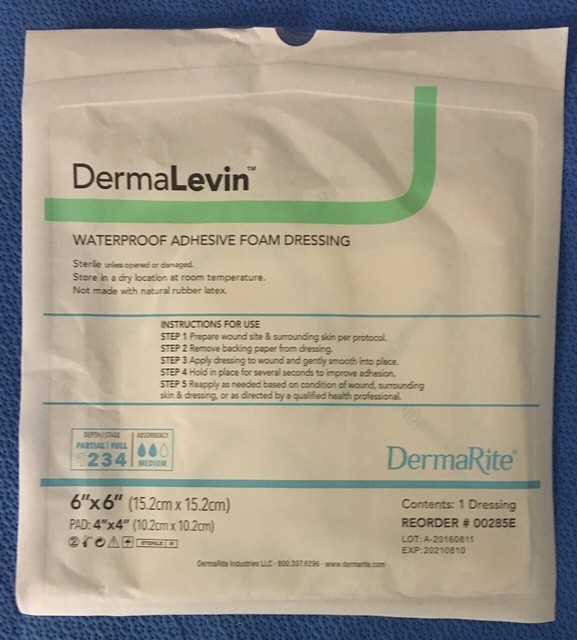 DermaLevin™
WATERPROOF ADHESIVE FOAM DRESSING
Sterile unless opened or damaged.
Store in a dry location at room temperature.
Not made with natural rubber latex.
INSTRUCTIONS FOR USE
STEP 1 Prepare wound site & surrounding skin per protocol.
STEP 2 Remove backing paper from dressing.
STEP 3 Apply dressing to wound and gently smooth into place.
STEP 4 Hold in place for several seconds to improve adhesion.
STEP 5 Reapply as needed based on condition of wound, surrounding
skin & dressing, or as directed by a qualified health professional.
DEPTH/STAGE
PARTIAL | FULL
1 2 3 4
ABSORBENCY
MEDIUM
DermaRite®
6"x6" (15.2cm x 15.2cm)
PAD: 4"x4" (10.2cm x 10.2cm)
STERILE R
Contents: 1 Dressing
REORDER # 00285E
LOT: A-20160811
EXP: 20210810
DermaRite Industries LLC · 800.337.6296 · www.dermarite.com